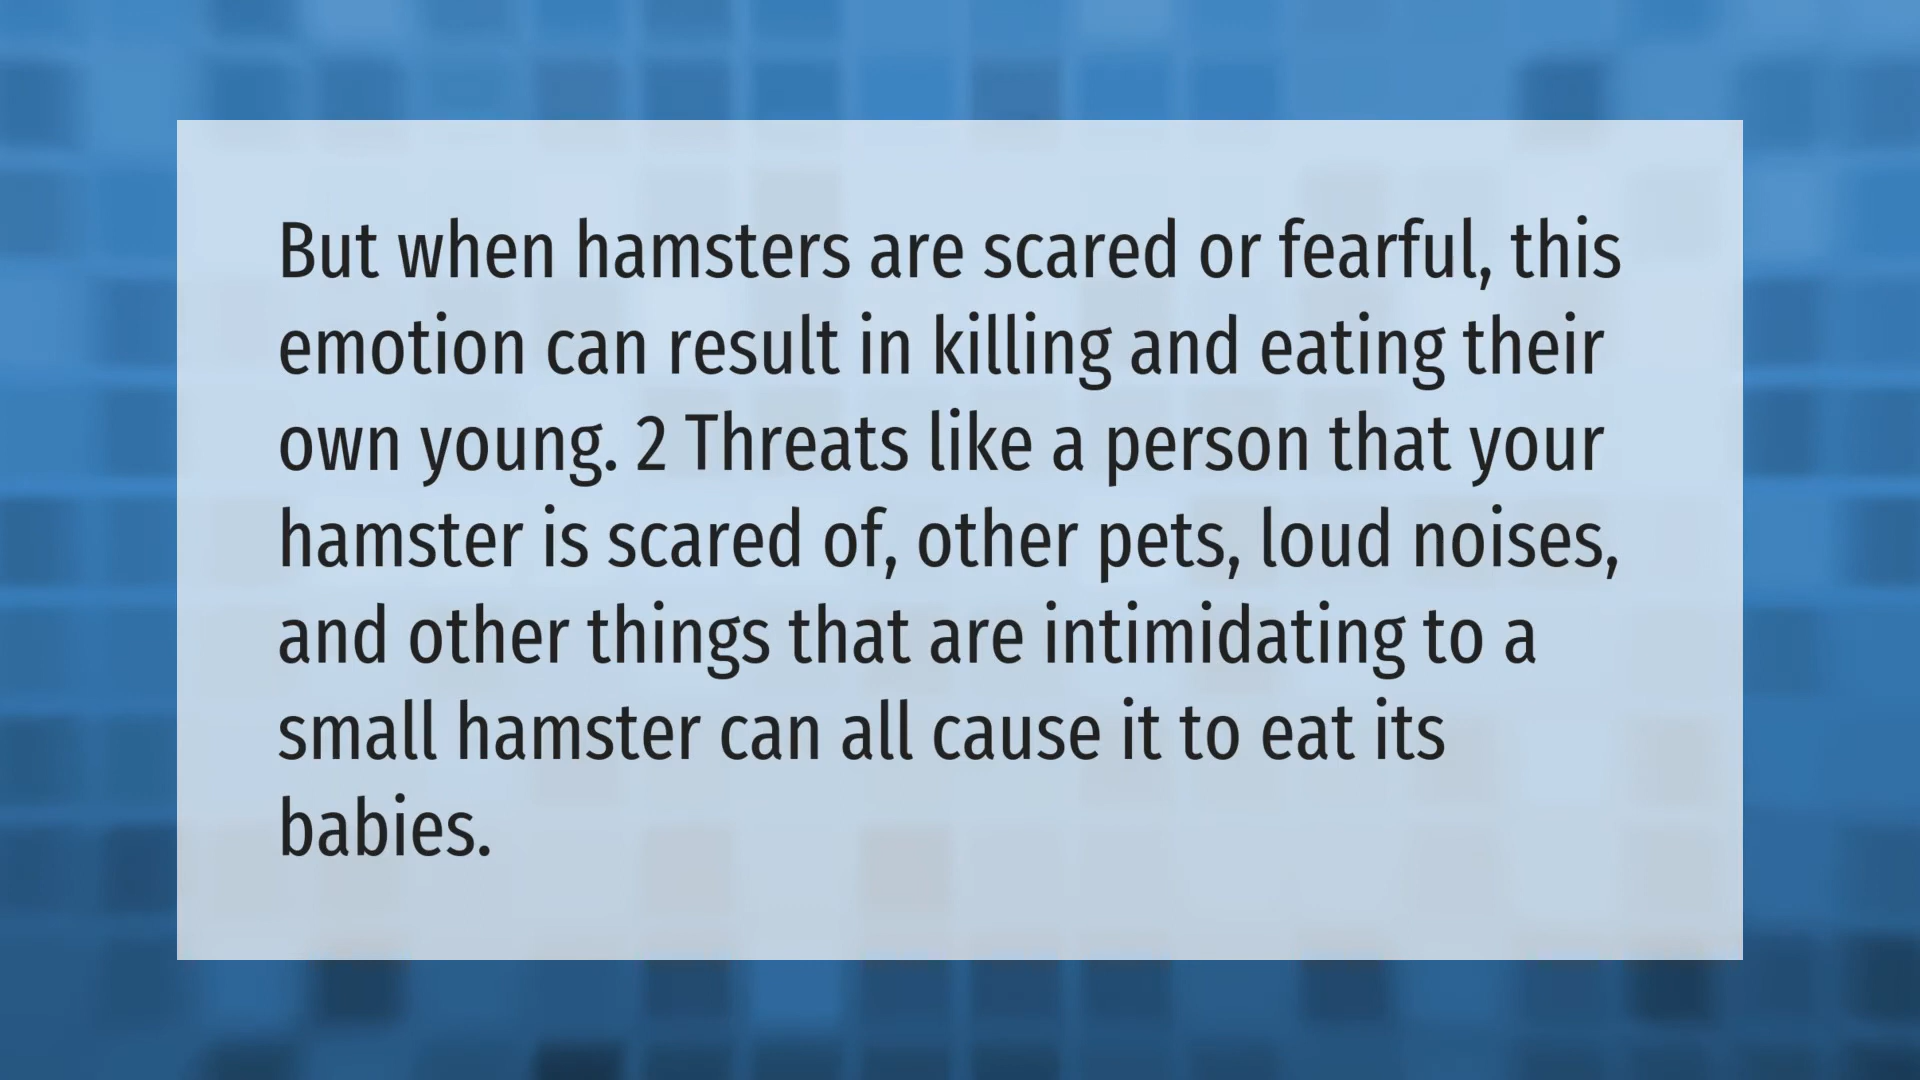 But when hamsters are scared or fearful, this
emotion can result in killing and eating their
own young. 2 Threats like a person that your
hamster is scared of, other pets, loud noises,
and other things that are intimidating to a
small hamster can all cause it to eat its
babies.